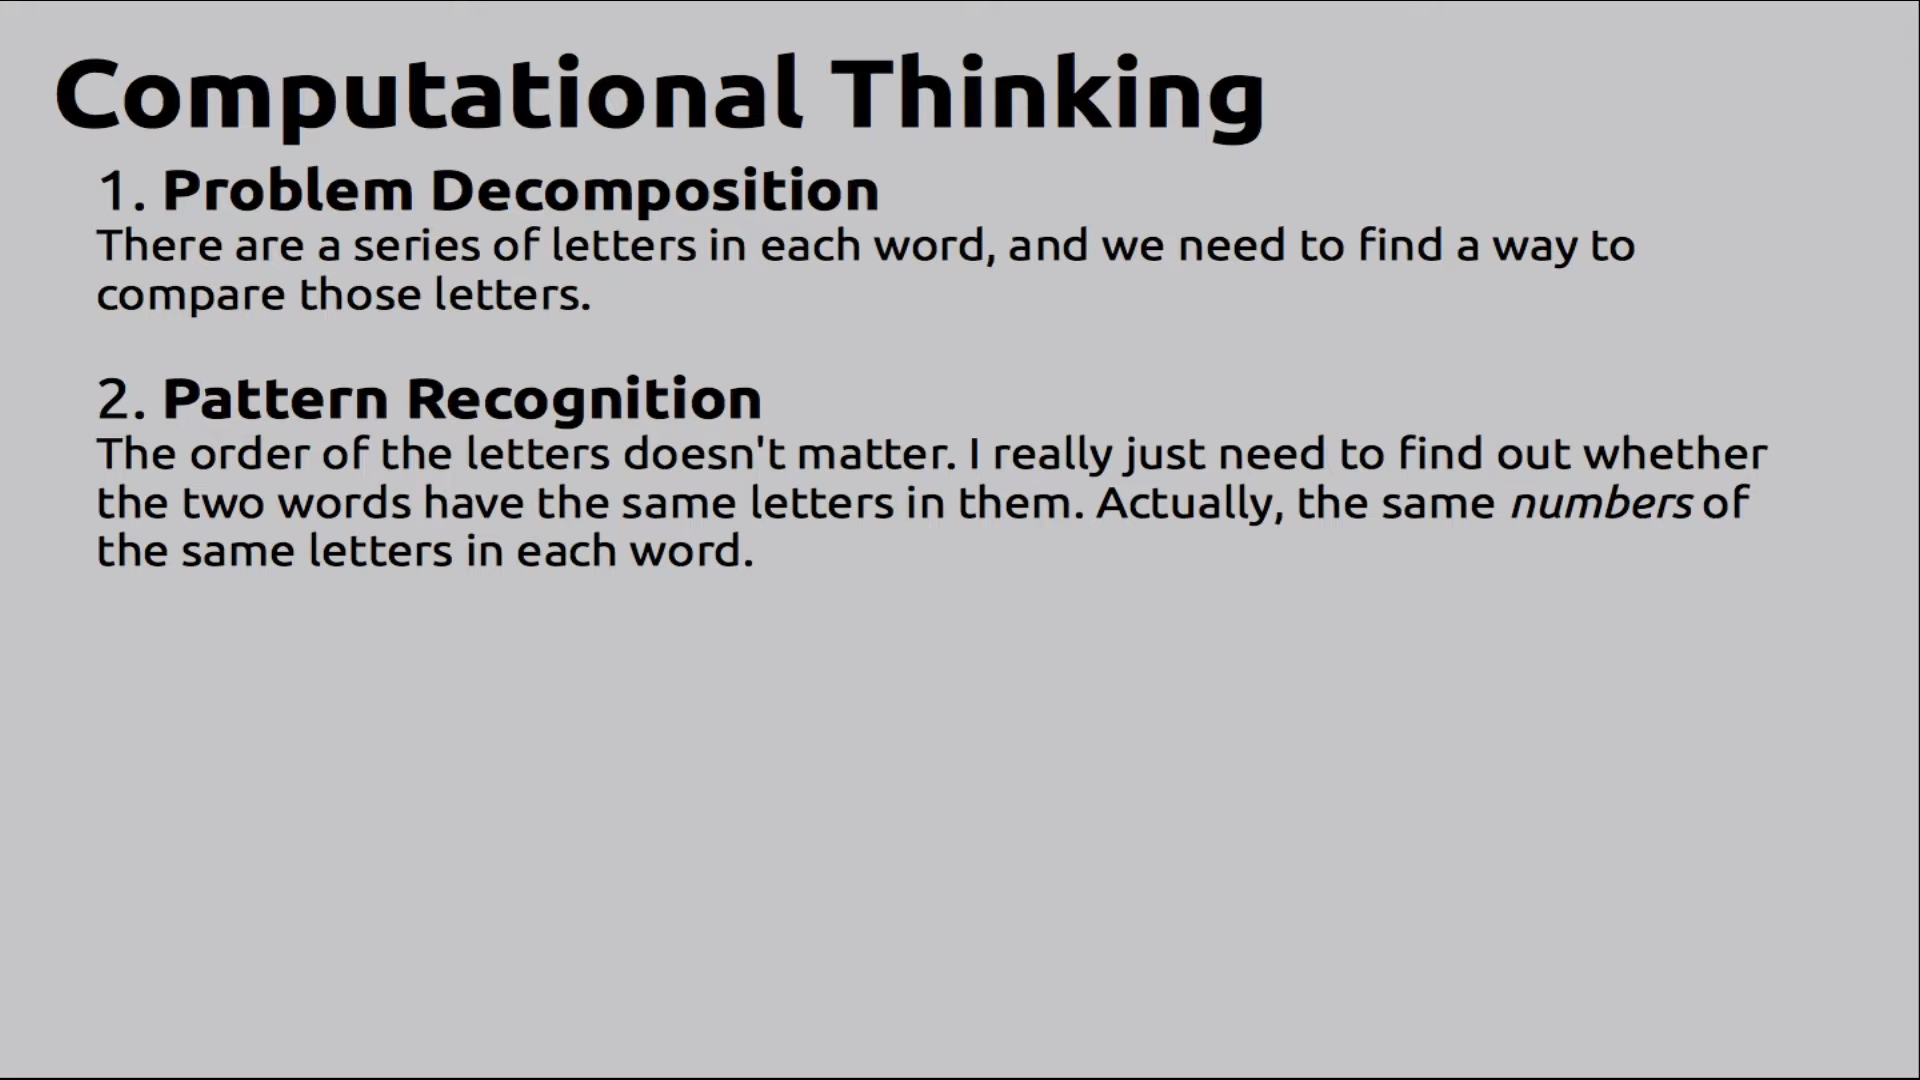 Computational Thinking
1. Problem Decomposition
There are a series of letters in each word, and we need to find a way to
compare those letters.
2. Pattern Recognition
The order of the letters doesn't matter. I really just need to find out whether
the two words have the same letters in them. Actually, the same numbers of
the same letters in each word.